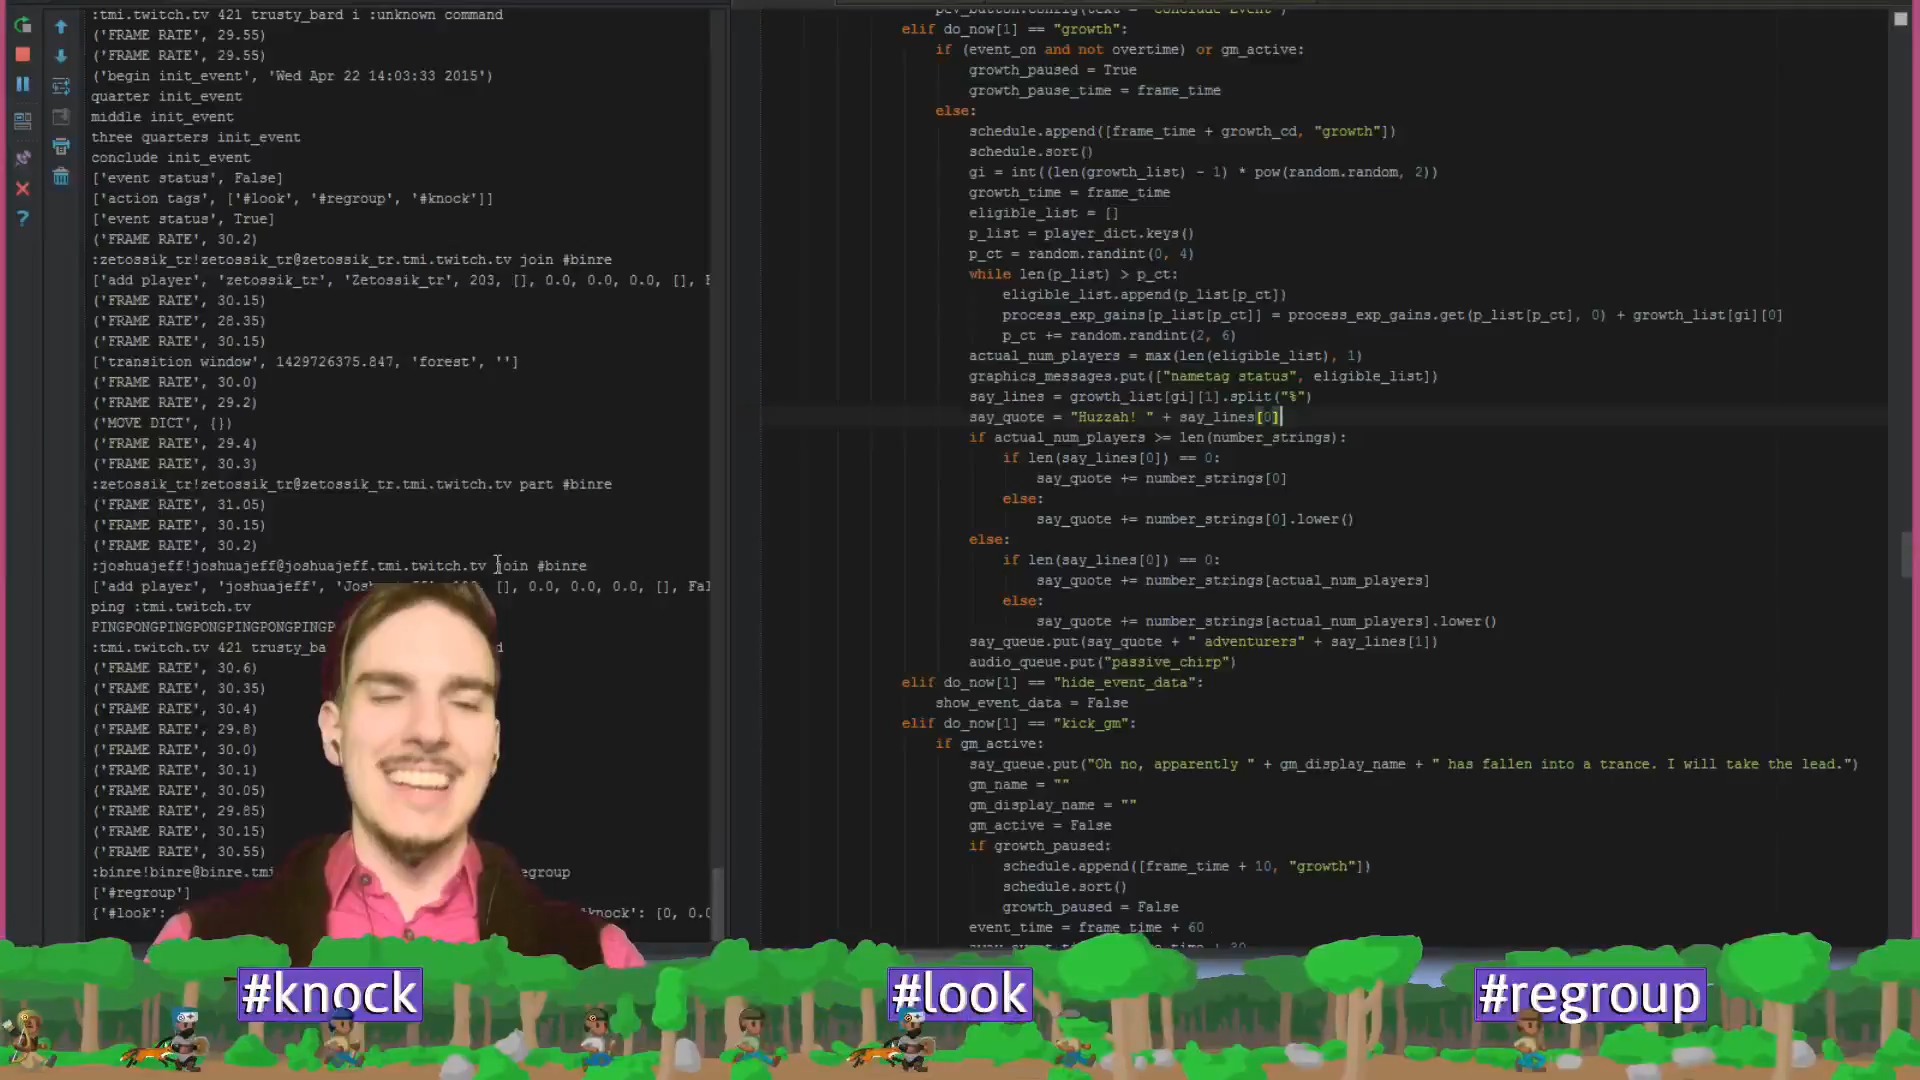 :tmi.twitch.tv 421 trusty_bard i :unknown command
('FRAME RATE', 29.55)
('FRAME RATE', 29.55)
('begin init_event', 'Wed Apr 22 14:03:33 2015')
quarter init_event
middle init_event
three quarters init_event
conclude init_event
['event status', False]
['action tags', ['#look', '#regroup', '#knock']]
['event status', True]
('FRAME RATE', 30.2)
:zetossik_tr!zetossik_tr@zetossik_tr.tmi.twitch.tv join #binre
['add player', 'zetossik_tr', 'Zetossik_tr', 203, [], 0.0, 0.0, 0.0, [], F
('FRAME RATE', 30.15)
('FRAME RATE', 28.35)
('FRAME RATE', 30.15)
['transition window', 1429726375.847, 'forest', '']
('FRAME RATE', 30.0)
('FRAME RATE', 29.2)
('MOVE DICT', {})
('FRAME RATE', 29.4)
('FRAME RATE', 30.3)
:zetossik_tr!zetossik_tr@zetossik_tr.tmi.twitch.tv part #binre
('FRAME RATE', 31.05)
('FRAME RATE', 30.15)
('FRAME RATE', 30.2)
:joshuajeff!joshuajeff@joshuajeff.tmi.twitch.tv join #binre
['add player', 'joshuajeff', [], 0.0, 0.0, 0.0, [], Fal
ping :tmi.twitch.tv
PINGPONGPINGPONGPINGPONGPINGP
:tmi.twitch.tv 421 trusty_ba
('FRAME RATE', 30.6)
('FRAME RATE', 30.35)
('FRAME RATE', 30.4)
('FRAME RATE', 29.8)
('FRAME RATE', 30.0)
('FRAME RATE', 30.1)
('FRAME RATE', 30.05)
('FRAME RATE', 29.85)
('FRAME RATE', 30.15)
('FRAME RATE', 30.55)
:binre!binre@binre.tmi egroup
['#regroup']
['#look': knock': [0, 0.0
elif do_now[1] == "growth":
if (event_on and not overtime) or gm_active:
growth_paused = True
growth_pause_time = frame_time
else:
schedule.append([frame_time + growth_cd, "growth"])
schedule.sort()
gi = int((len(growth_list) - 1) * pow(random.random, 2))
growth_time = frame_time
eligible_list = []
p_list = player_dict.keys()
p_ct = random.randint(0, 4)
while len(p_list) > p_ct:
eligible_list.append(p_list[p_ct])
process_exp_gains[p_list[p_ct]] = process_exp_gains.get(p_list[p_ct], 0) + growth_list[gi][0]
p_ct += random.randint(2, 6)
actual_num_players = max(len(eligible_list), 1)
graphics_messages.put(["nametag status", eligible_list])
say_lines = growth_list[gi][1].split("%")
say_quote = "Huzzah! " + say_lines[0]
if actual_num_players >= len(number_strings):
if len(say_lines[0]) == 0:
say_quote += number_strings[0]
else:
say_quote += number_strings[0].lower()
else:
if len(say_lines[0]) == 0:
say_quote += number_strings[actual_num_players]
else:
say_quote += number_strings[actual_num_players].lower()
say_queue.put(say_quote + " adventurers" + say_lines[1])
audio_queue.put("passive_chirp")
elif do_now[1] == "hide_event_data":
show_event_data = False
elif do_now[1] == "kick_gm":
if gm_active:
say_queue.put("Oh no, apparently " + gm_display_name + " has fallen into a trance. I will take the lead.")
gm_name = ""
gm_display_name = ""
gm_active = False
if growth_paused:
schedule.append([frame_time + 10, "growth"])
schedule.sort()
growth_paused = False
event_time = frame_time + 60
#knock
#look
#regroup